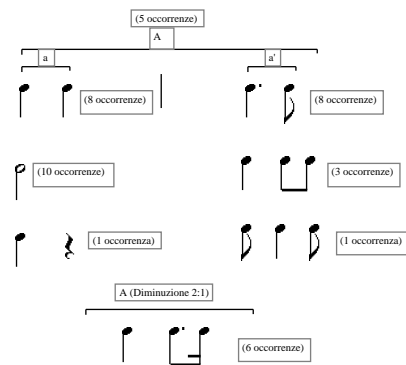 (5 occorrenze)
A
a
a'
(8 occorrenze)
(8 occorrenze)
(10 occorrenze)
(3 occorrenze)
(1 occorrenza)
(1 occorrenza)
A (Diminuzione 2:1)
(6 occorrenze)